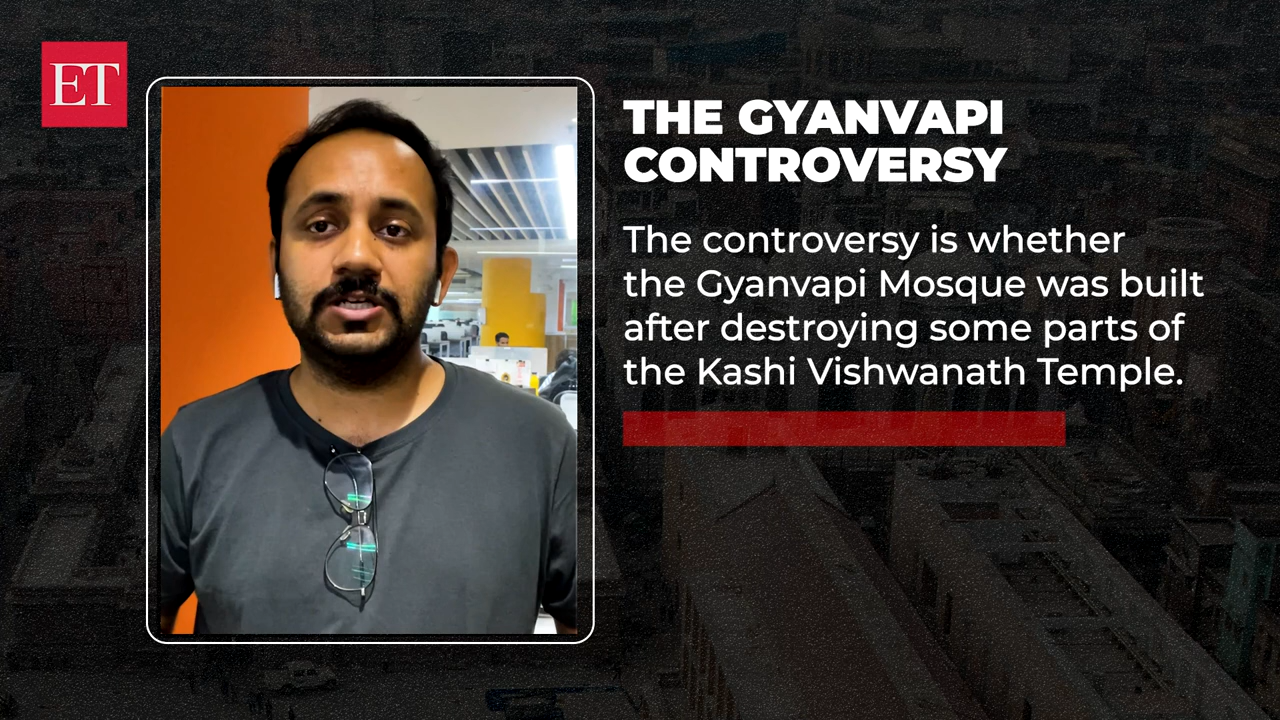 ET
THE GYANVAPI
CONTROVERSY
The controversy is whether
the Gyanvapi Mosque was built
after destroying some parts of
the Kashi Vishwanath Temple.